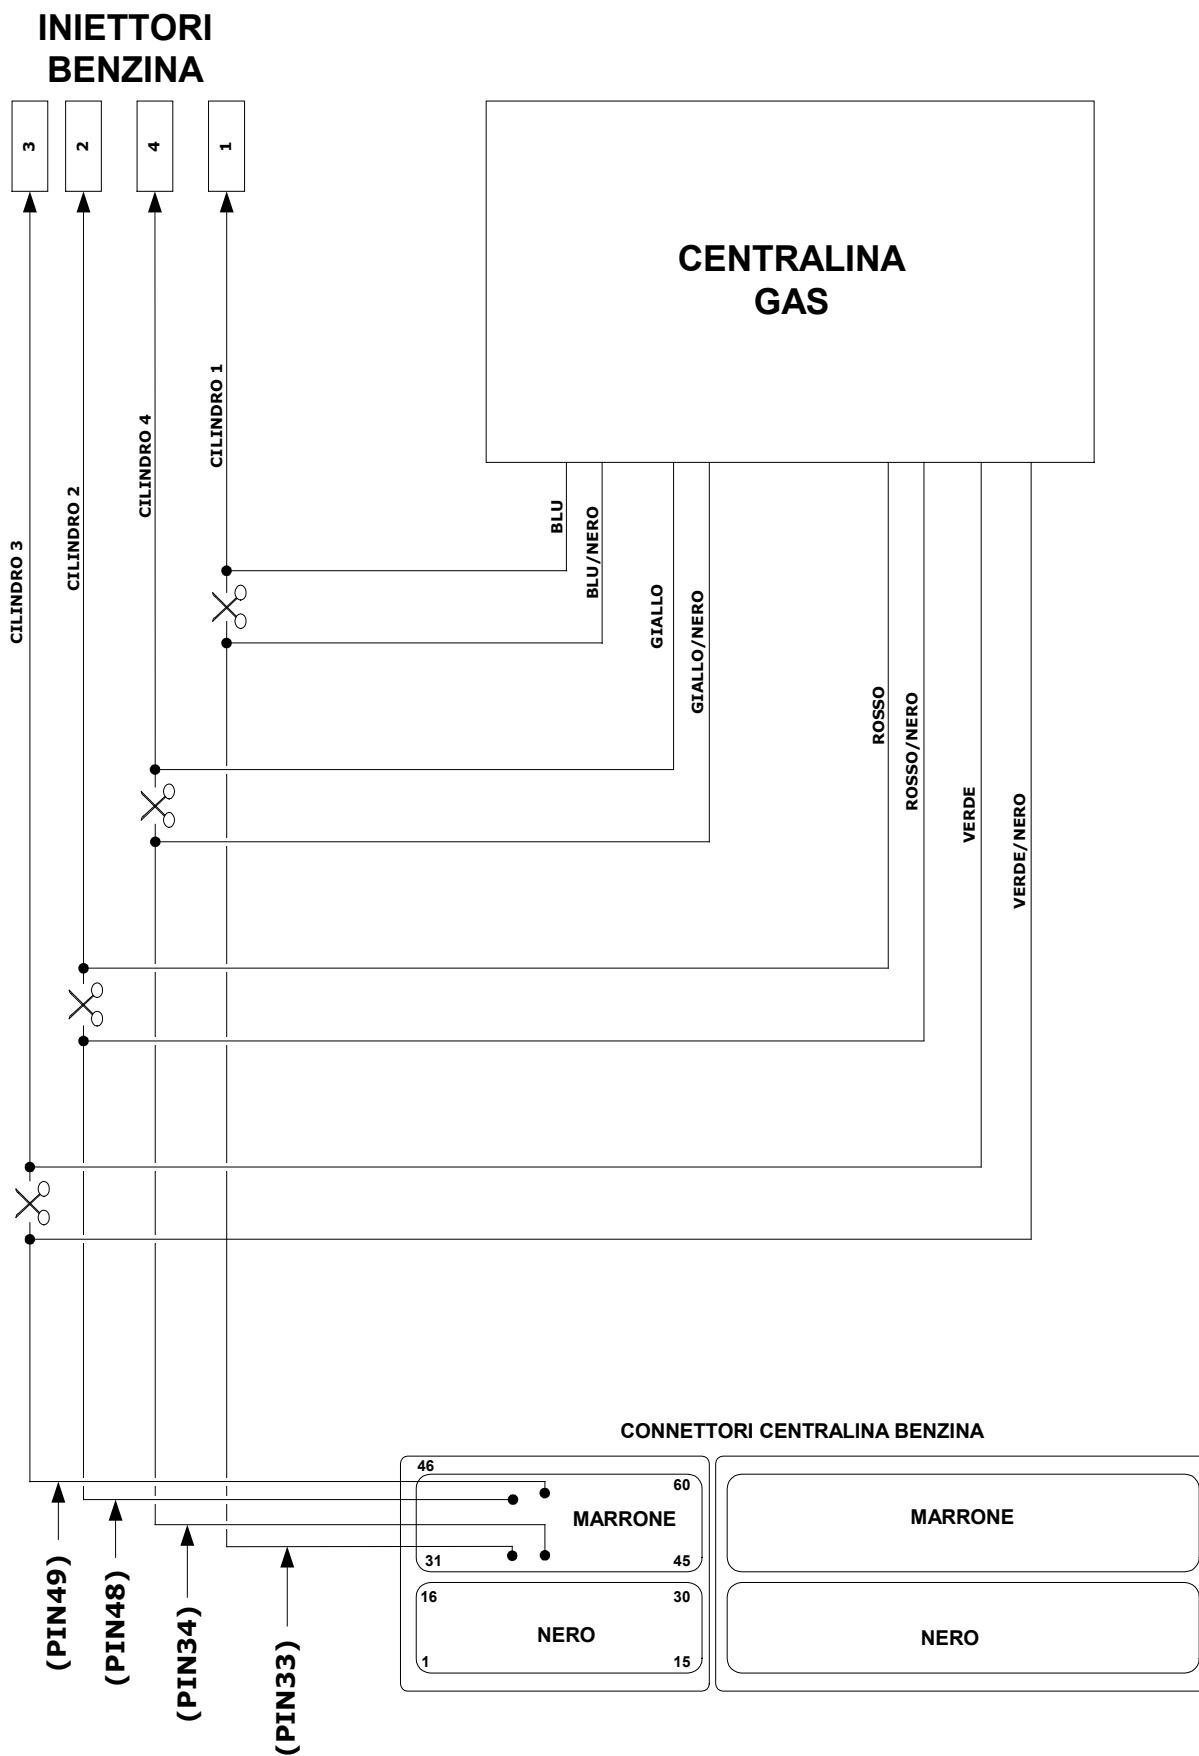 INIETTORI
BENZINA
3
2
4
1
CENTRALINA
GAS
CILINDRO 3
CILINDRO 2
CILINDRO 4
CILINDRO 1
BLU
BLU/NERO
GIALLO
GIALLO/NERO
ROSSO
ROSSO/NERO
VERDE
VERDE/NERO
CONNETTORI CENTRALINA BENZINA
46
60
MARRONE
31
45
16
30
NERO
1
15
MARRONE
NERO
(PIN49)
(PIN48)
(PIN34)
(PIN33)